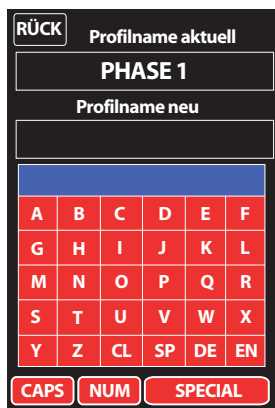 RÜCK Profilname aktuell
PHASE 1
Profilname neu
A B C D E F
G H I J K L
M N O P Q R
S T U V W X
Y Z CL SP DE EN
CAPS NUM SPECIAL